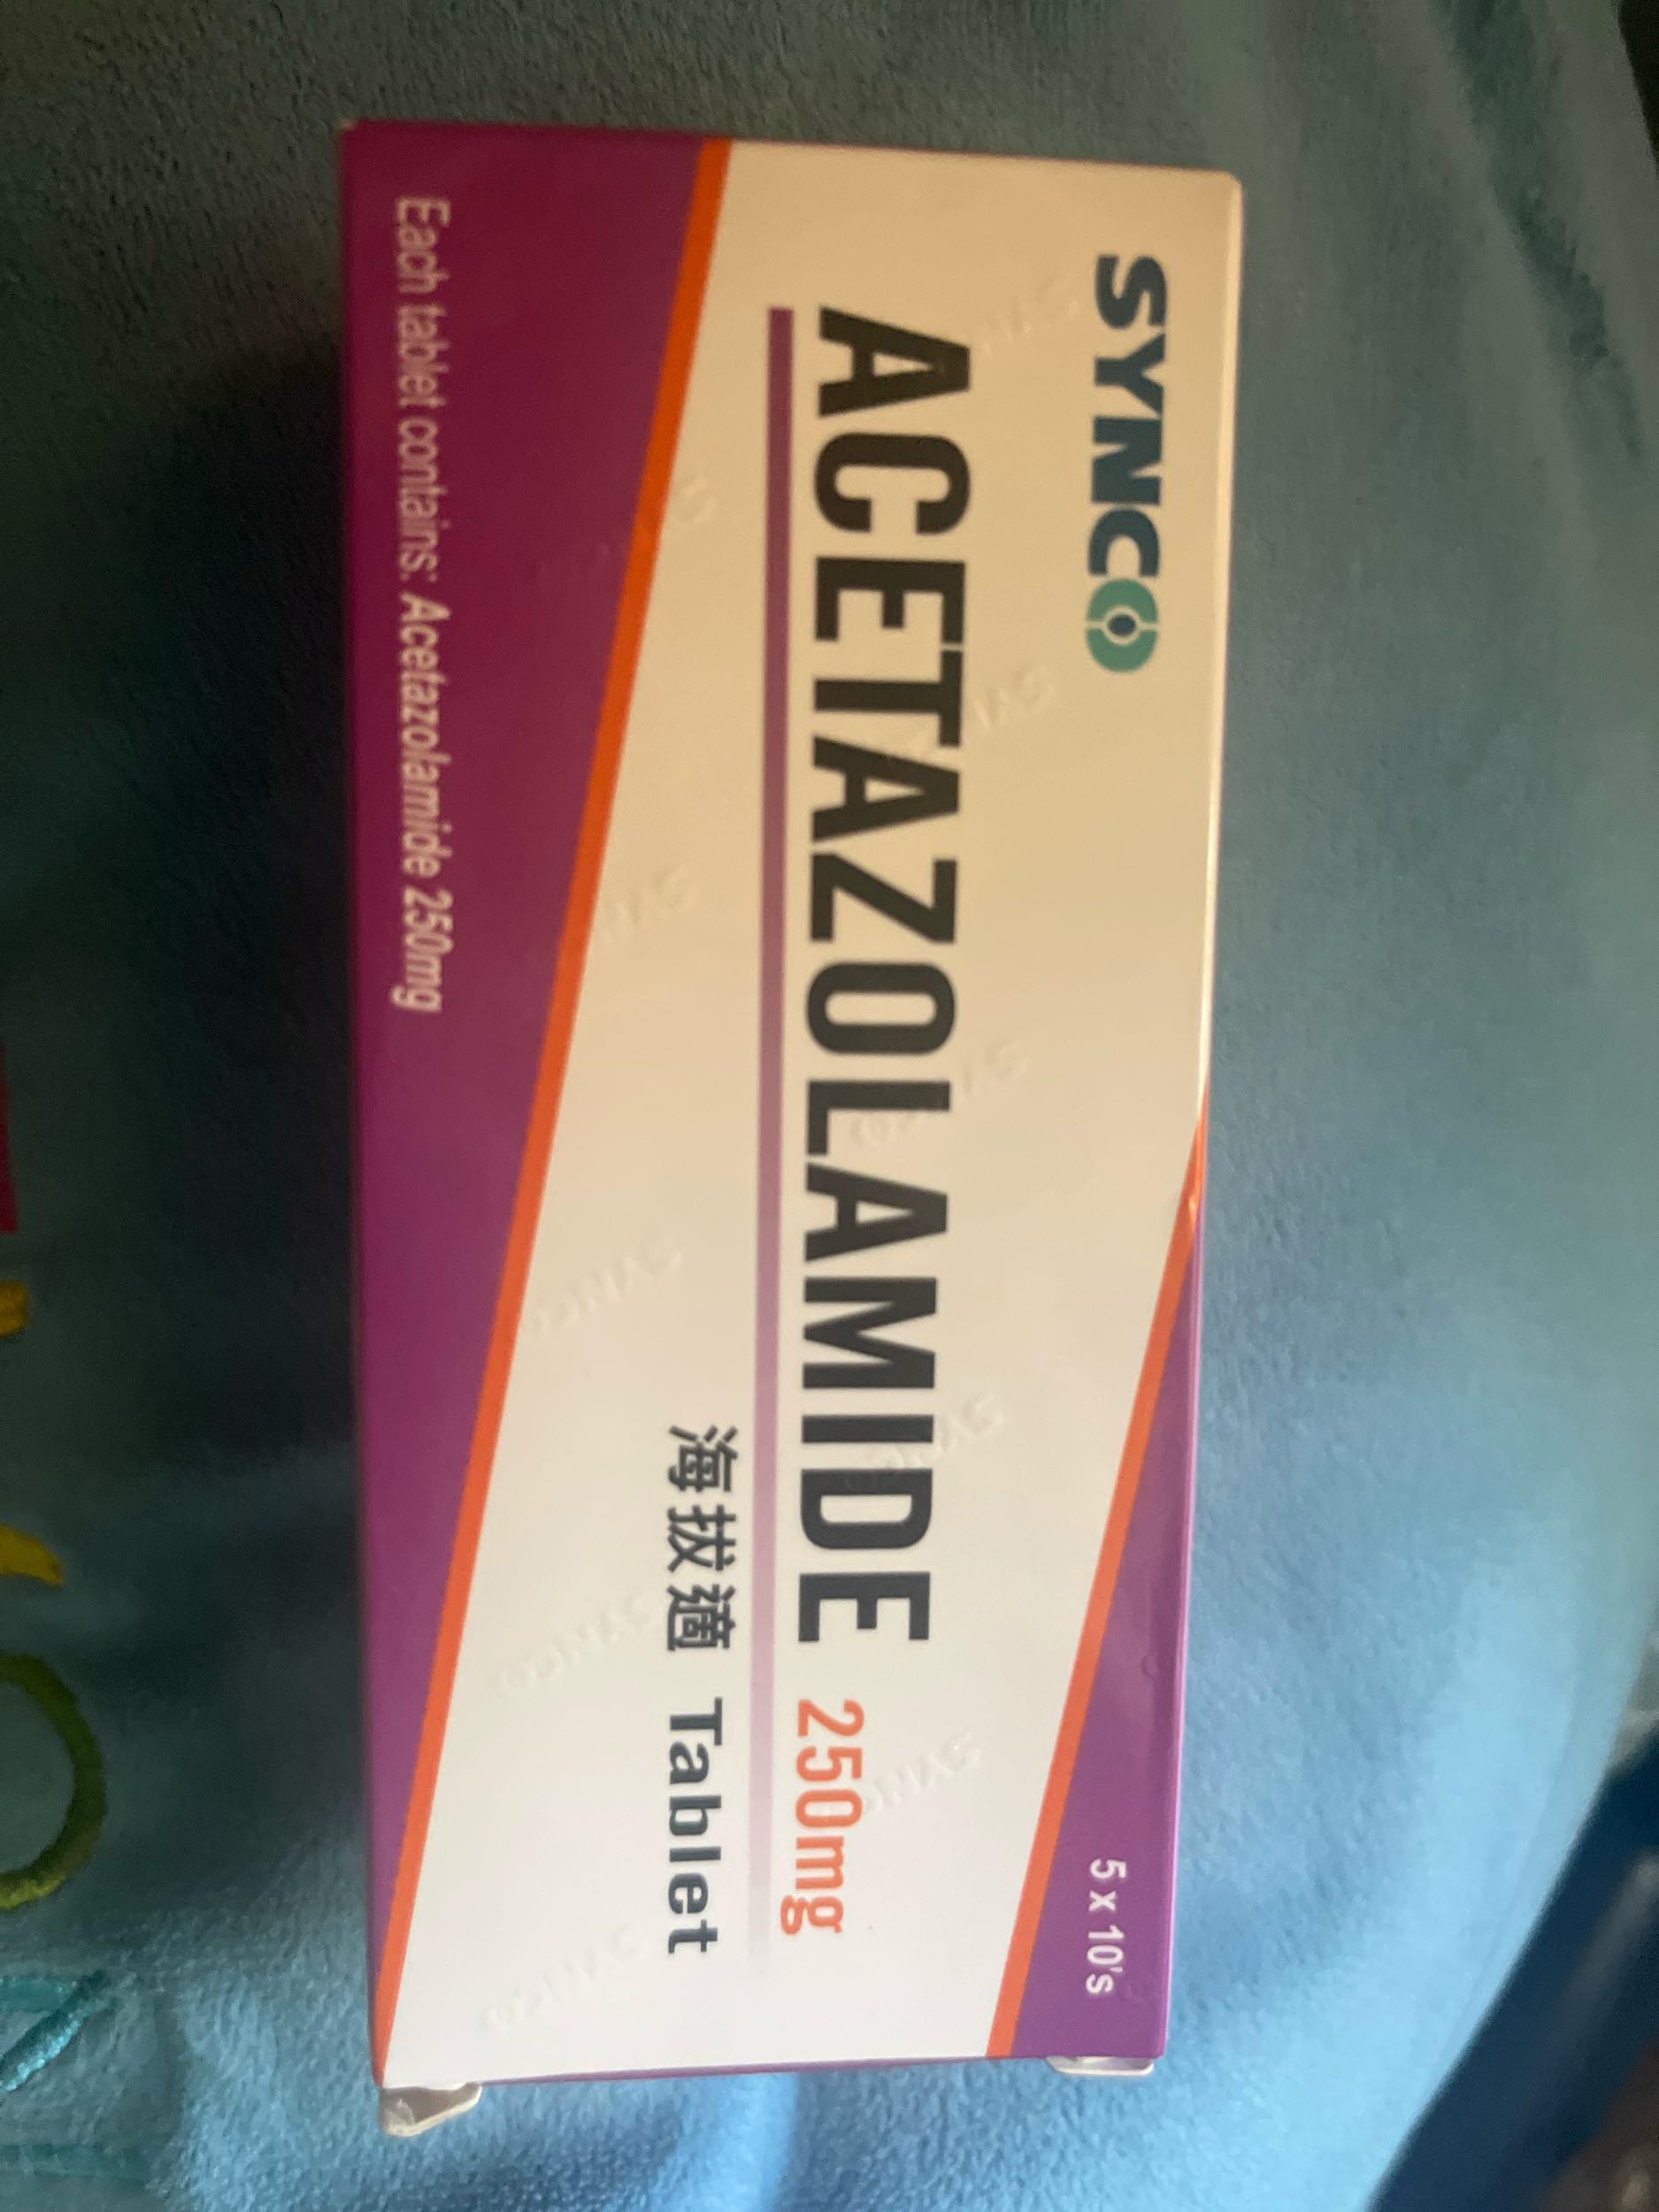 SYNCO
ACETAZOLAMIDE 250mg
海拔適 Tablet
5 x 10's
Each tablet contains: Acetazolamide 250mg